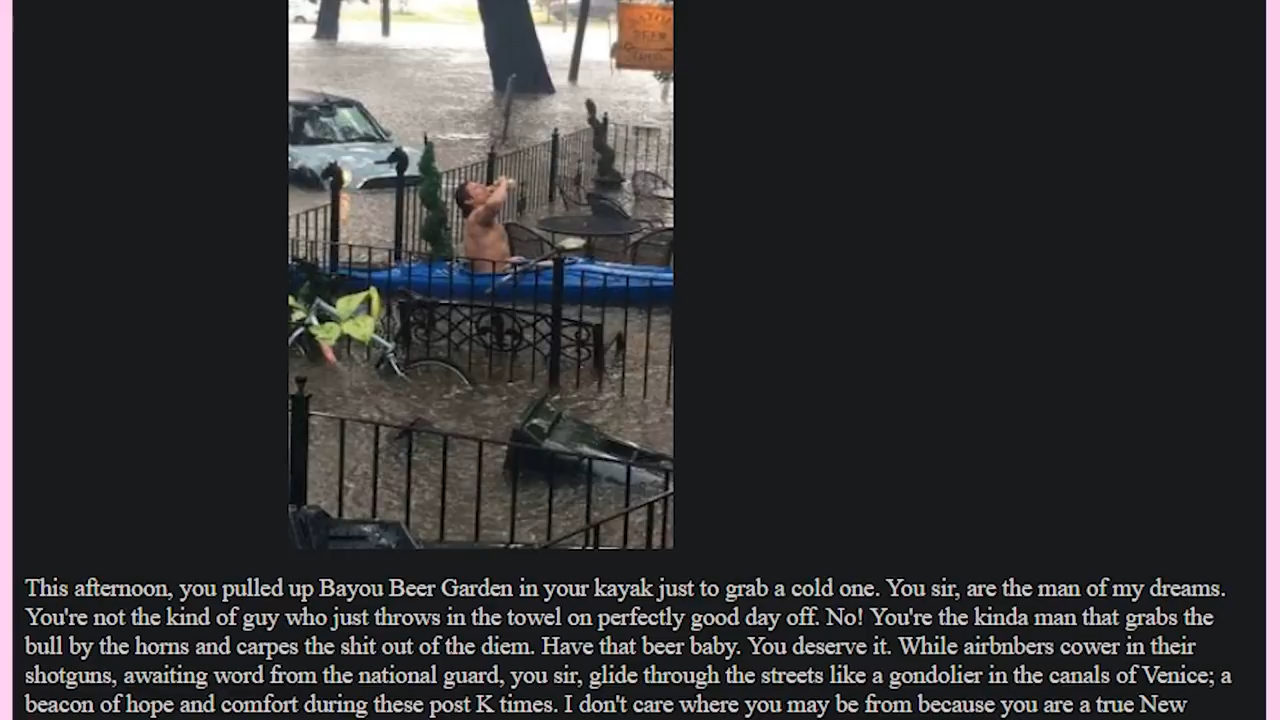 BEER
This afternoon, you pulled up Bayou Beer Garden in your kayak just to grab a cold one. You sir, are the man of my dreams.
You're not the kind of guy who just throws in the towel on perfectly good day off. No! You're the kinda man that grabs the
bull by the horns and carpes the shit out of the diem. Have that beer baby. You deserve it. While airbnbers cower in their
shotguns, awaiting word from the national guard, you sir, glide through the streets like a gondolier in the canals of Venice; a
beacon of hope and comfort during these post K times. I don't care where you may be from because you are a true New